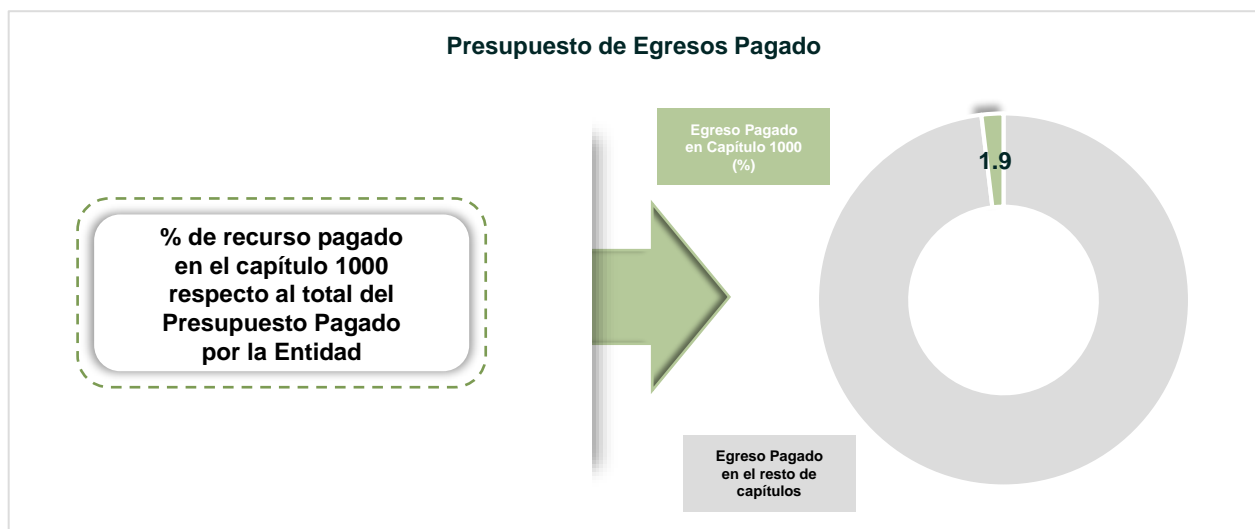 Presupuesto de Egresos Pagado
Egreso Pagado
en Capítulo 1000
(%)
1.9
% de recurso pagado
en el capítulo 1000
respecto al total del
Presupuesto Pagado
por la Entidad
Egreso Pagado
en el resto de
capítulos